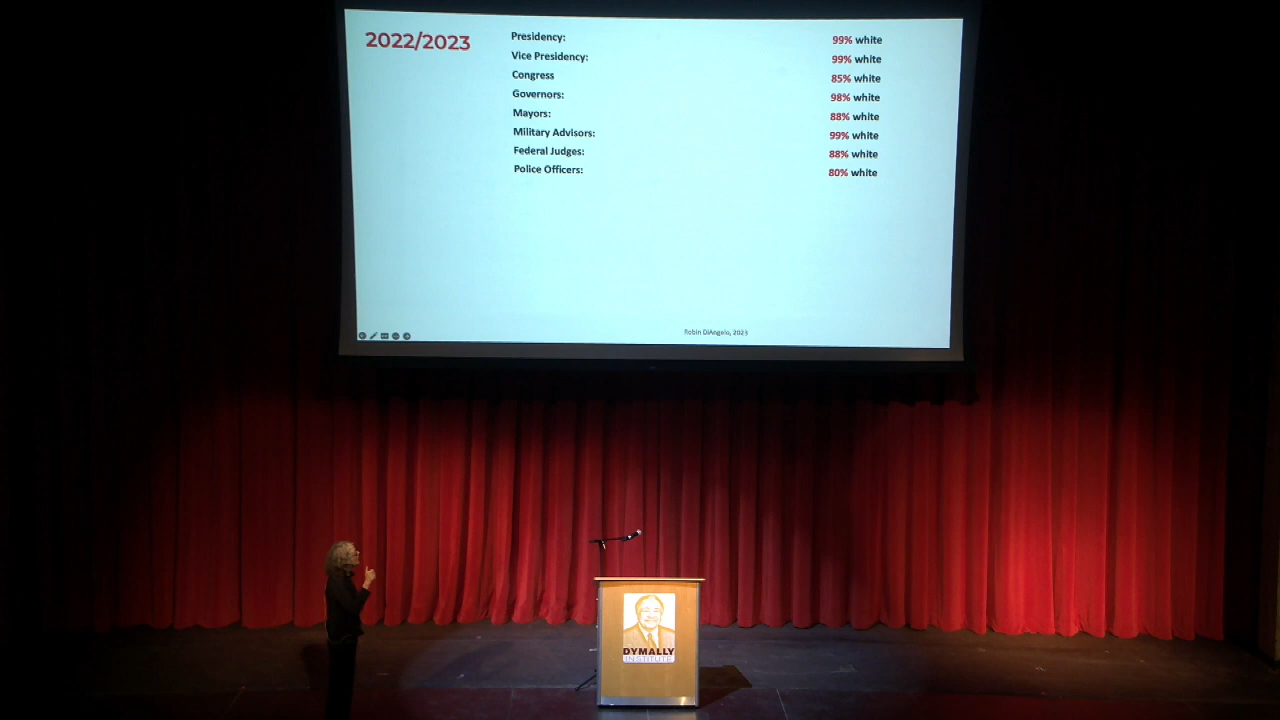 2022/2023
Presidency: 99% white
Vice Presidency: 99% white
Congress 85% white
Governors: 98% white
Mayors: 88% white
Military Advisors: 99% white
Federal Judges: 88% white
Police Officers: 80% white
Robin DiAngelo, 2023
DYMALLY
INSTITUTE